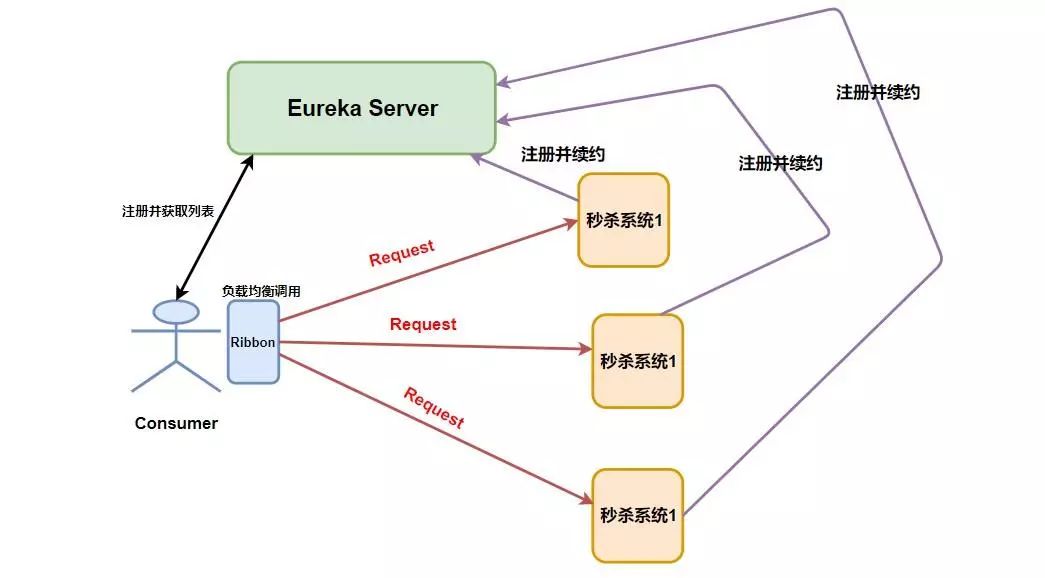 Eureka Server
注册并续约
注册并续约
注册并续约
注册并获取列表
秒杀系统1
Request
负载均衡调用
Ribbon
Request
秒杀系统1
Request
Consumer
秒杀系统1